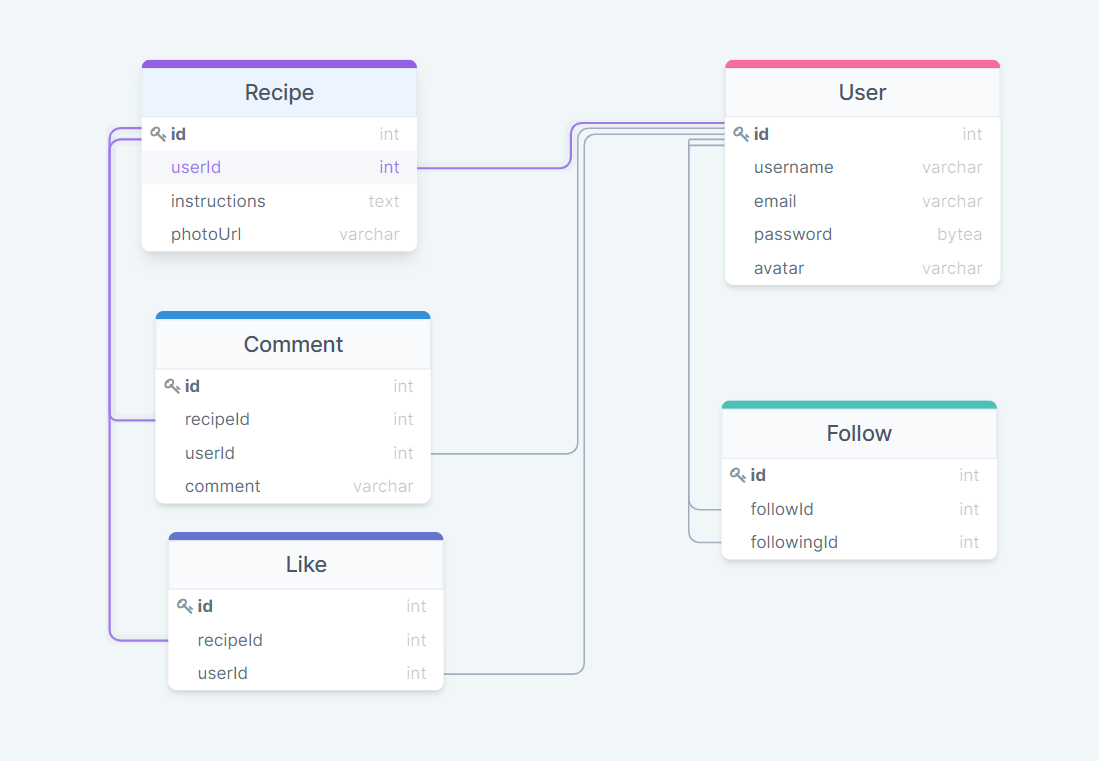 Recipe
id int
userId int
instructions text
photoUrl varchar
User
id int
username varchar
email varchar
password bytea
avatar varchar
Comment
id int
recipeId int
userId int
comment varchar
Follow
id int
followId int
followingId int
Like
id int
recipeId int
userId int